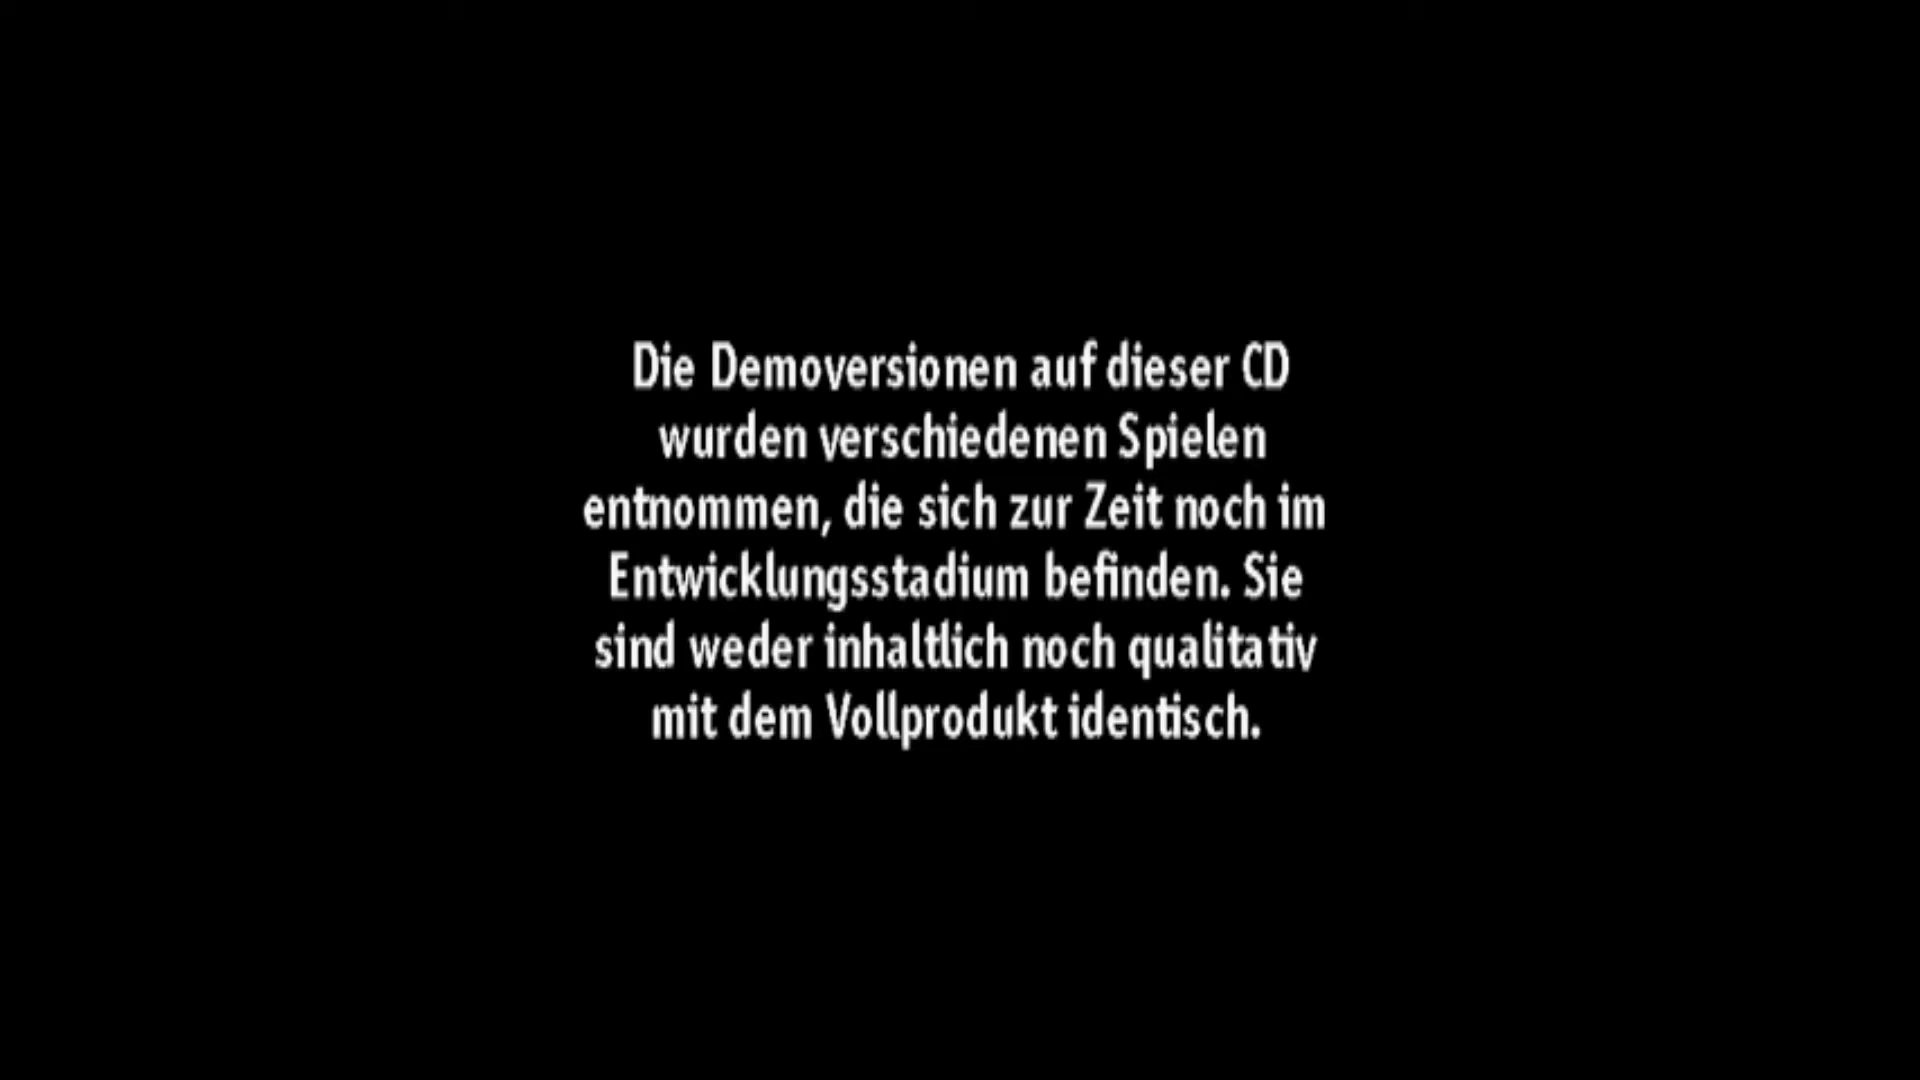 Die Demoversionen auf dieser CD
wurden verschiedenen Spielen
entnommen, die sich zur Zeit noch im
Entwicklungsstadium befinden. Sie
sind weder inhaltlich noch qualitativ
mit dem Vollprodukt identisch.